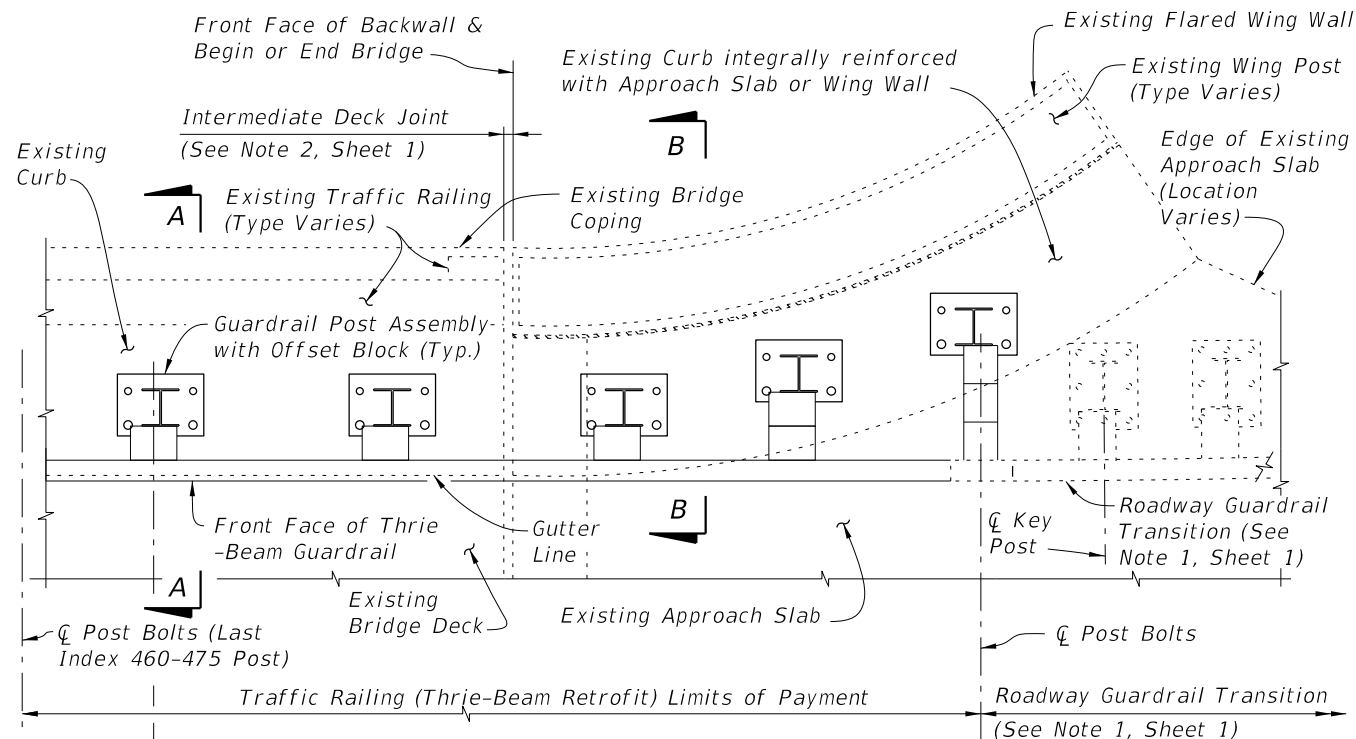 Front Face of Backwall &
Begin or End Bridge
Existing Flared Wing Wall
Existing Curb integrally reinforced
with Approach Slab or Wing Wall
Existing Wing Post
(Type Varies)
Intermediate Deck Joint
(See Note 2, Sheet 1)
B
Existing
Curb
Edge of Existing
Approach Slab
(Location
Varies)
A
Existing Traffic Railing
(Type Varies)
Existing Bridge
Coping
Guardrail Post Assembly
with Offset Block (Typ.)
Front Face of Thrie
-Beam Guardrail
Gutter
Line
B
℄ Key
Post
Roadway Guardrail
Transition (See
Note 1, Sheet 1)
A
Existing
Bridge Deck
Existing Approach Slab
℄ Post Bolts (Last
Index 460-475 Post)
℄ Post Bolts
Traffic Railing (Thrie-Beam Retrofit) Limits of Payment
Roadway Guardrail Transition
(See Note 1, Sheet 1)